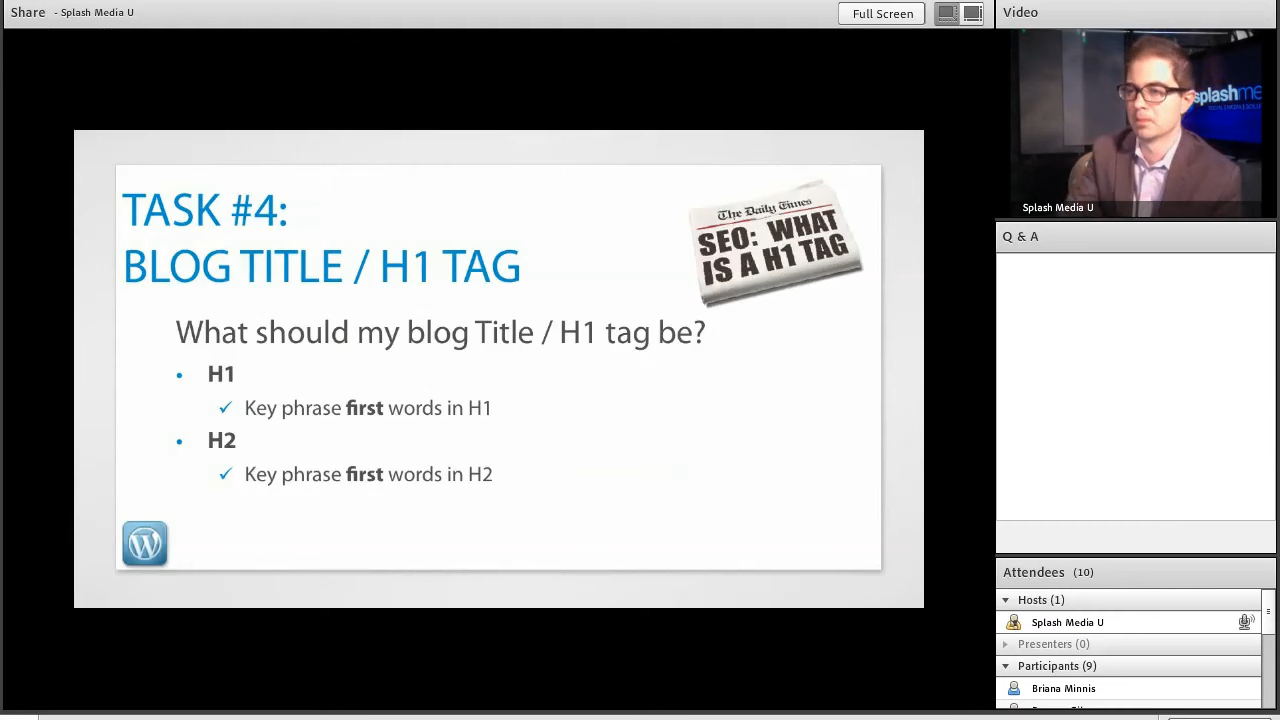 Share - Splash Media U
Full Screen
Video
TASK #4:
BLOG TITLE / H1 TAG
The Daily Times
SEO: WHAT
IS A H1 TAG
What should my blog Title / H1 tag be?
• H1
✓ Key phrase first words in H1
• H2
✓ Key phrase first words in H2
splashme
Splash Media U
Q & A
Attendees (10)
Hosts (1)
Splash Media U
Presenters (0)
Participants (9)
Briana Minnis